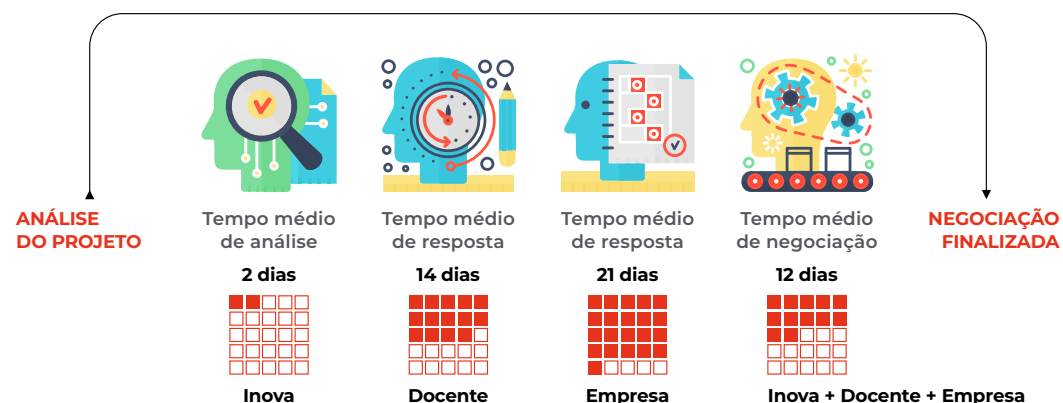 ANÁLISE
DO PROJETO
Tempo médio
de análise
2 dias
Inova
Tempo médio
de resposta
14 dias
Docente
Tempo médio
de resposta
21 dias
Empresa
Tempo médio
de negociação
12 dias
Inova + Docente + Empresa
NEGOCIAÇÃO
FINALIZADA